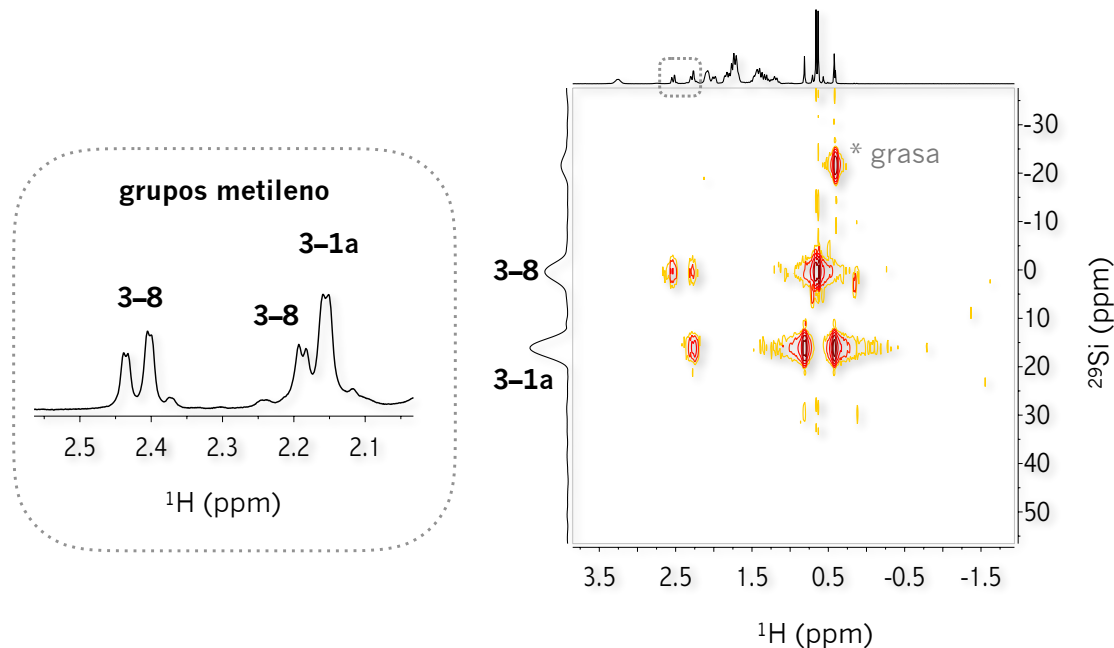 grupos metileno
3–1a
3–8
3–8
2.5 2.4 2.3 2.2 2.1
¹H (ppm)
* grasa
3–8
3–1a
-30
-20
-10
0
10
20
30
40
50
²⁹Si (ppm)
3.5 2.5 1.5 0.5 -0.5 -1.5
¹H (ppm)